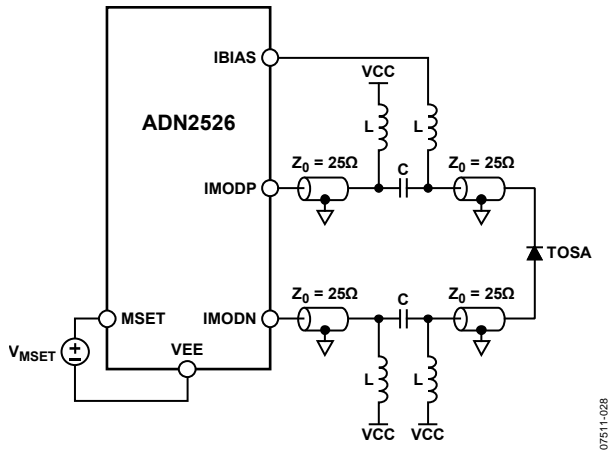 IBIAS
VCC
ADN2526
L
L
Z0 = 25Ω
C
Z0 = 25Ω
IMODP
TOSA
Z0 = 25Ω
C
Z0 = 25Ω
MSET
IMODN
VMSET
VEE
L
L
VCC
VCC
07511-028